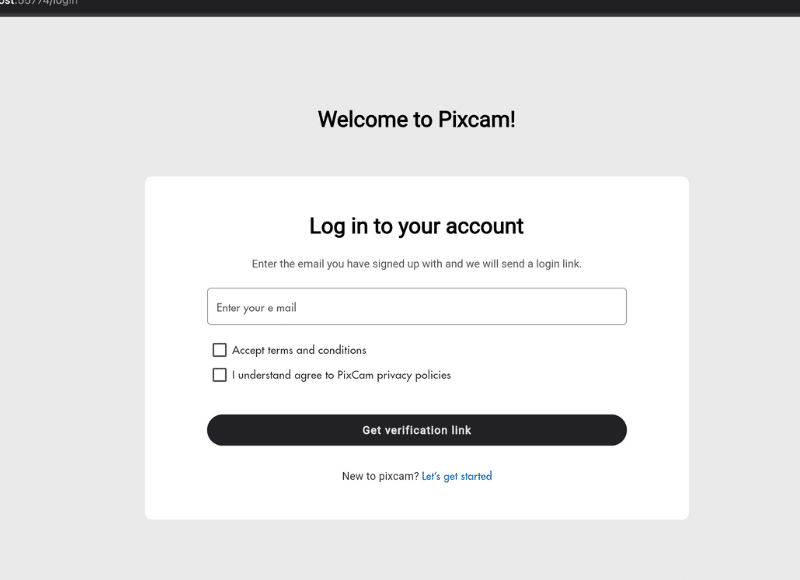 Welcome to Pixcam!
Log in to your account
Enter the email you have signed up with and we will send a login link.
Enter your e mail
Accept terms and conditions
I understand agree to PixCam privacy policies
Get verification link
New to pixcam? Let's get started